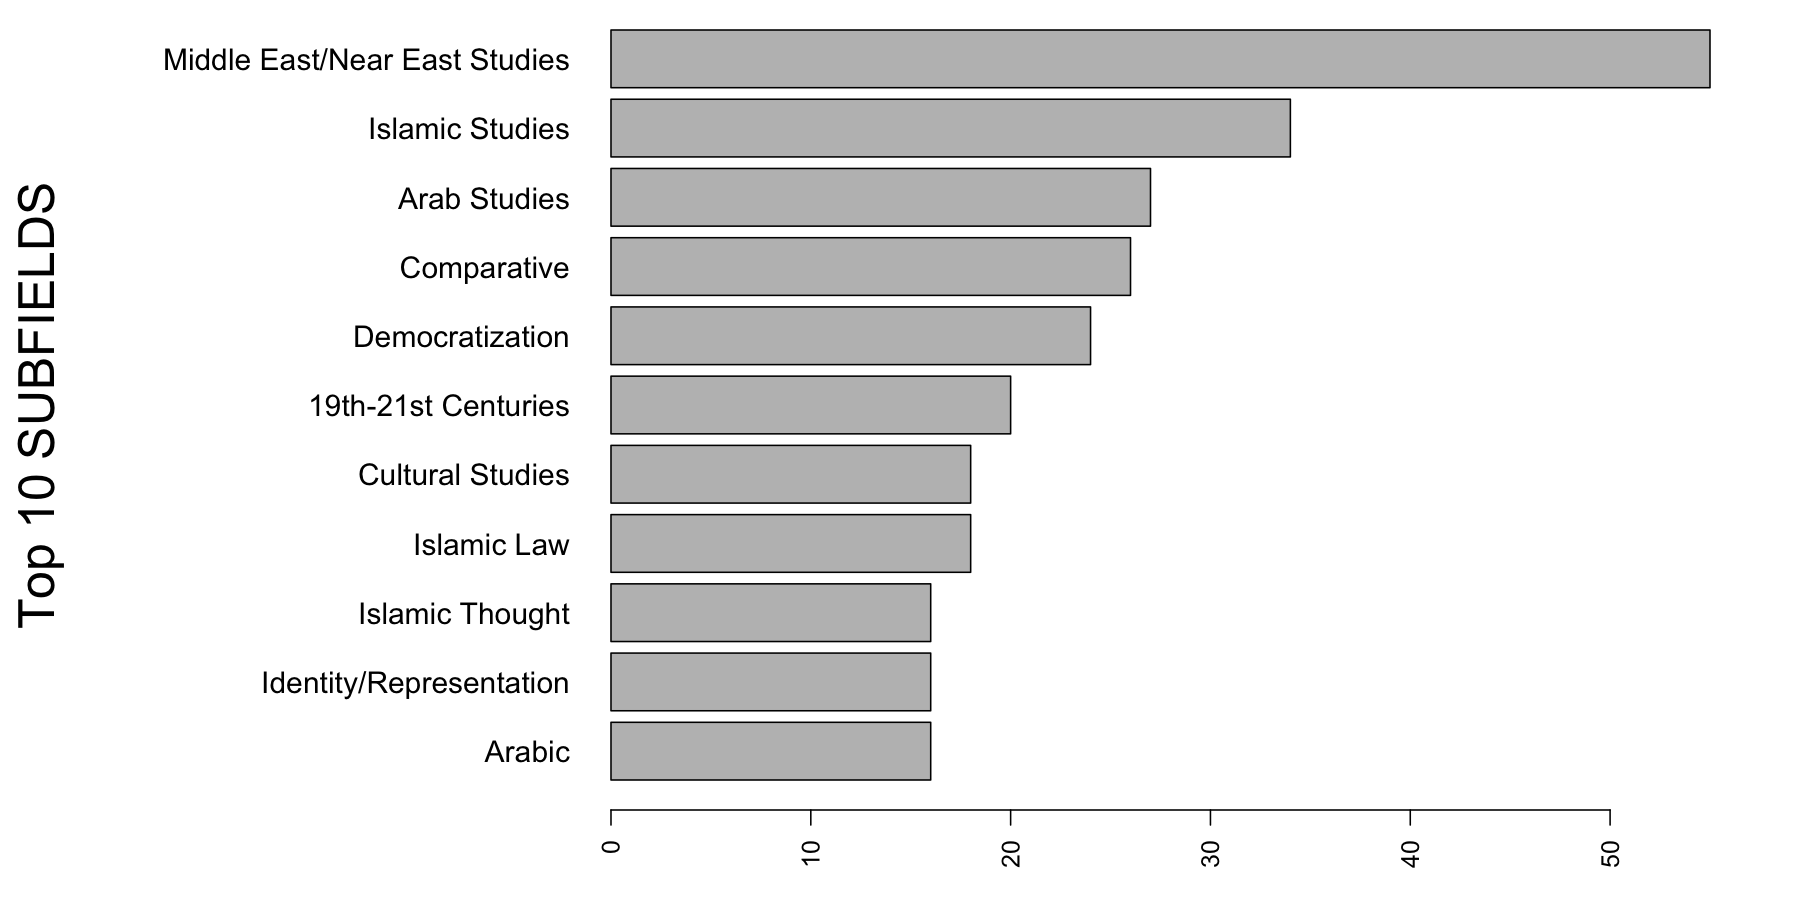 Top 10 SUBFIELDS
Middle East/Near East Studies
Islamic Studies
Arab Studies
Comparative
Democratization
19th-21st Centuries
Cultural Studies
Islamic Law
Islamic Thought
Identity/Representation
Arabic
0 10 20 30 40 50